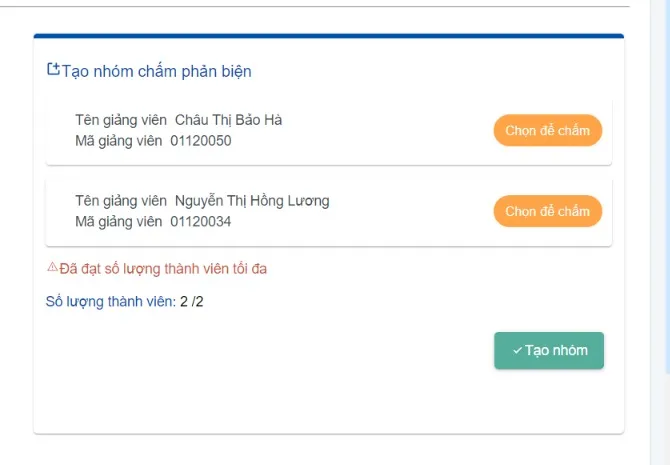 Tạo nhóm chấm phản biện
Tên giảng viên Châu Thị Bảo Hà
Mã giảng viên 01120050
Chọn để chấm
Tên giảng viên Nguyễn Thị Hồng Lương
Mã giảng viên 01120034
Chọn để chấm
Đã đạt số lượng thành viên tối đa
Số lượng thành viên: 2 /2
Tạo nhóm